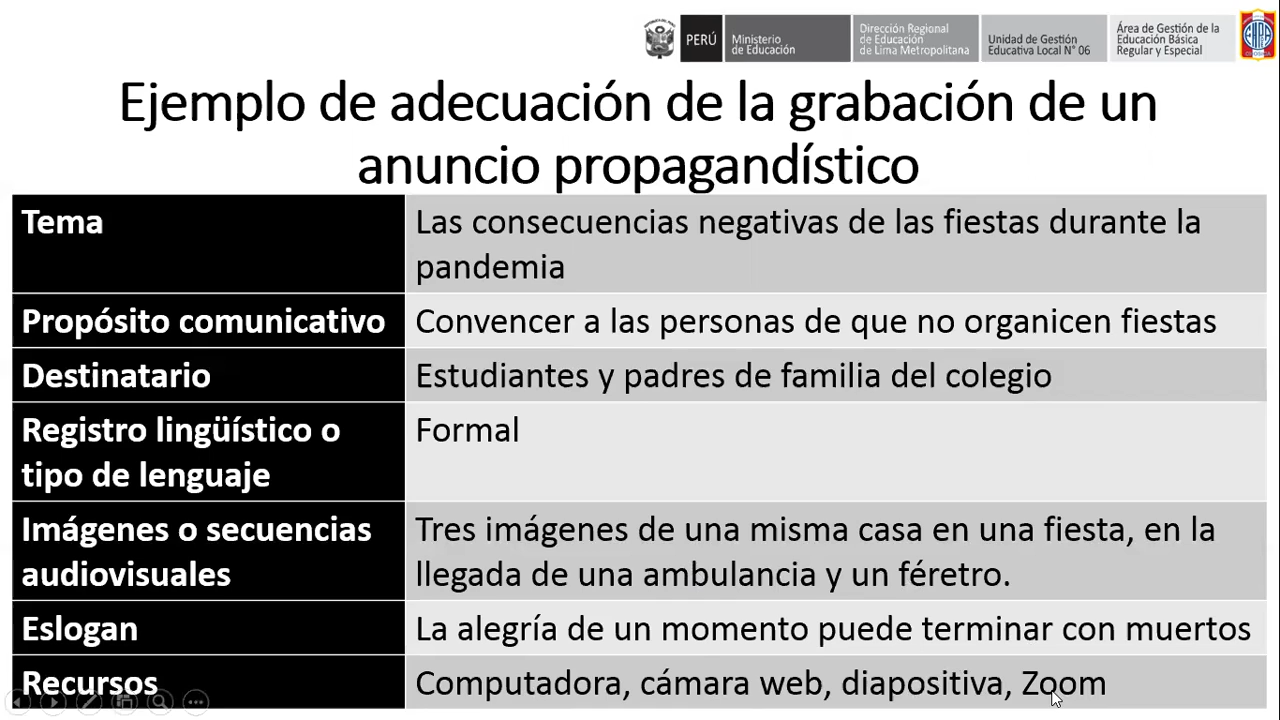 PERÚ
Ministerio
de Educación
Dirección Regional
de Educación
de Lima Metropolitana
Unidad de Gestión
Educativa Local N° 06
Área de Gestión de la
Educación Básica
Regular y Especial
Ejemplo de adecuación de la grabación de un
anuncio propagandístico
Tema
Las consecuencias negativas de las fiestas durante la
pandemia
Propósito comunicativo
Convencer a las personas de que no organicen fiestas
Destinatario
Estudiantes y padres de familia del colegio
Registro lingüístico o
tipo de lenguaje
Formal
Imágenes o secuencias
audiovisuales
Tres imágenes de una misma casa en una fiesta, en la
llegada de una ambulancia y un féretro.
Eslogan
La alegría de un momento puede terminar con muertos
Recursos
Computadora, cámara web, diapositiva, Zoom